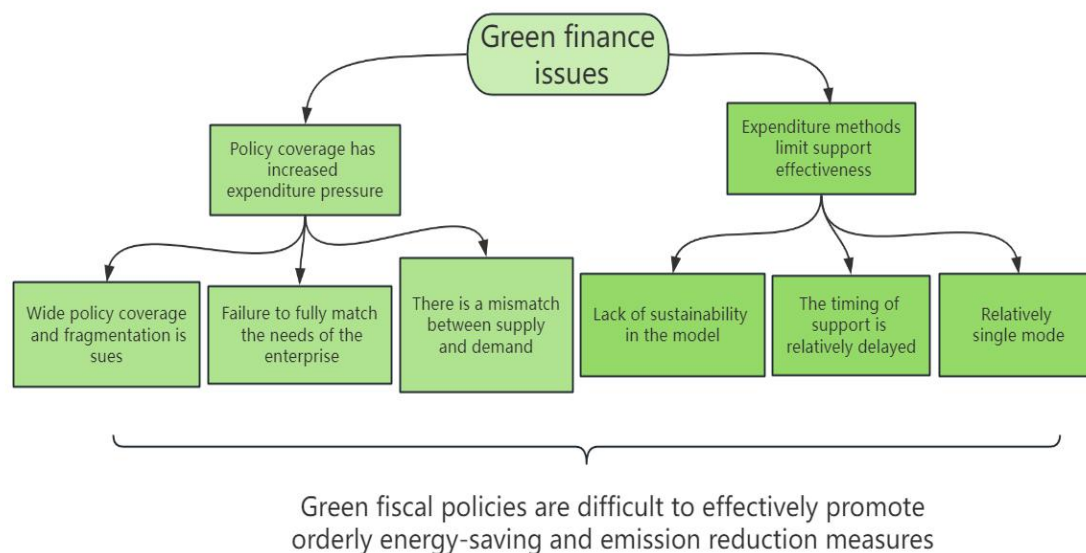 Green finance
issues
Policy coverage has
increased
expenditure pressure
Expenditure methods
limit support
effectiveness
Wide policy coverage
and fragmentation is
sues
Failure to fully match
the needs of the
enterprise
There is a mismatch
between supply
and demand
Lack of sustainability
in the model
The timing of
support is
relatively delayed
Relatively
single mode
Green fiscal policies are difficult to effectively promote
orderly energy-saving and emission reduction measures